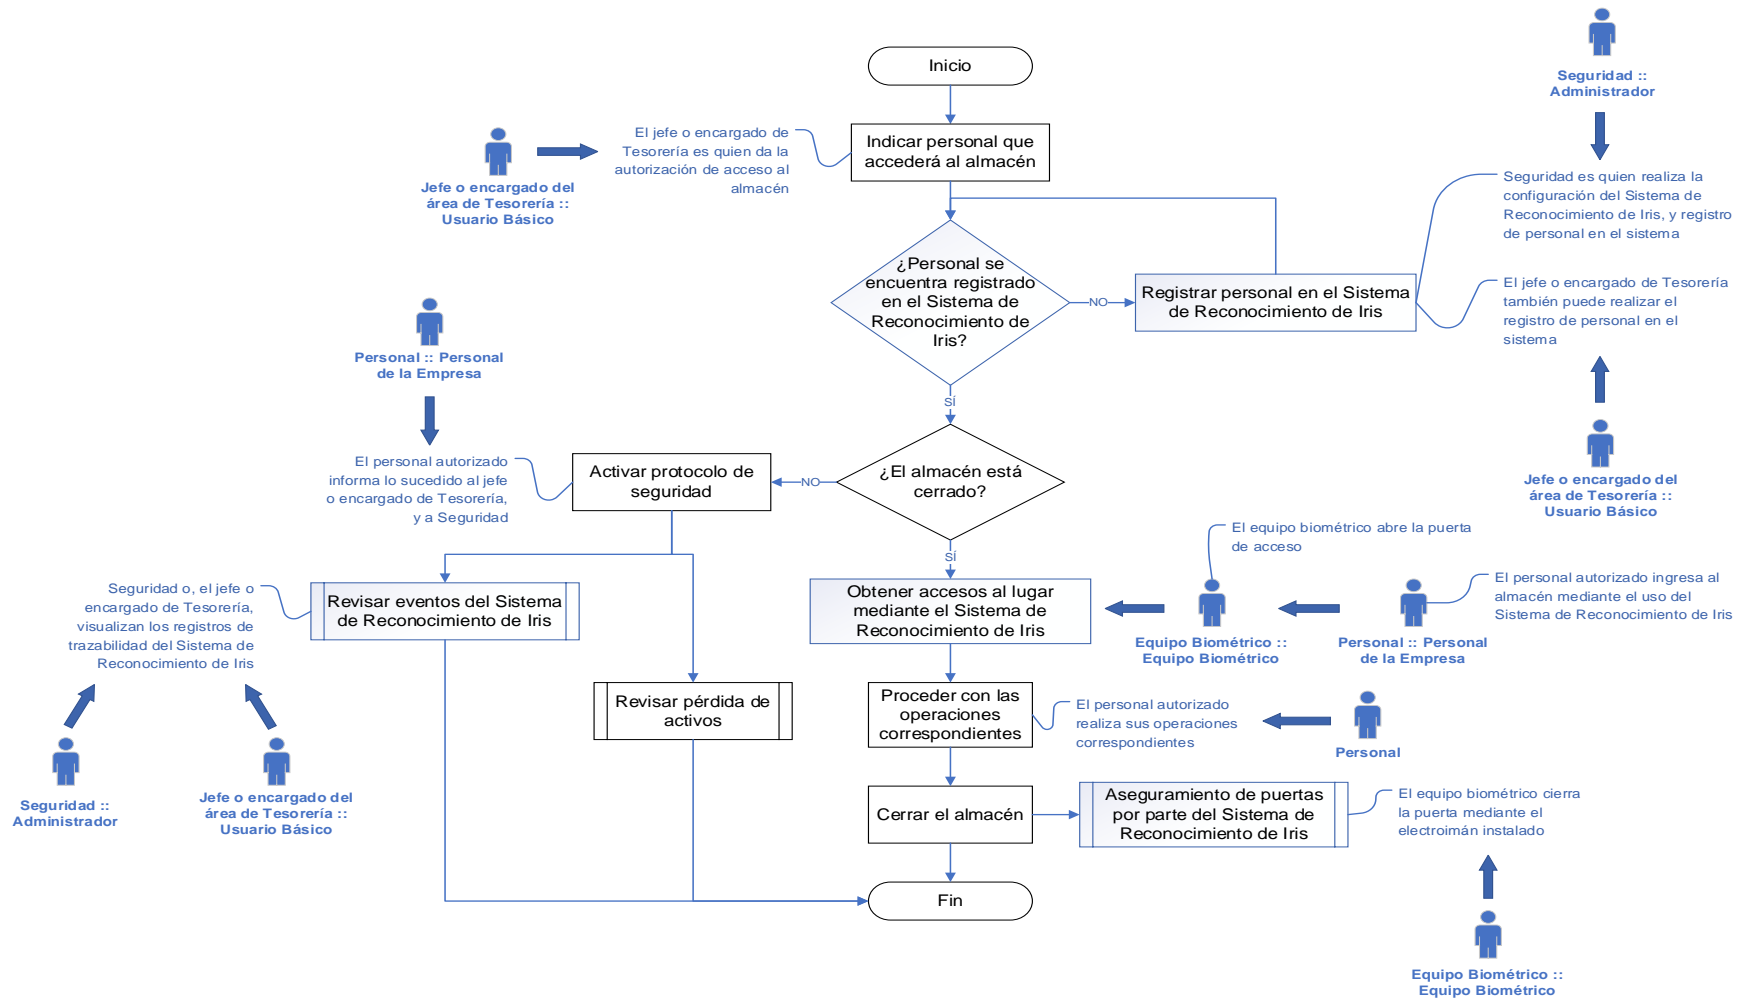 Inicio
Seguridad ::
Administrador
Indicar personal que
accederá al almacén
El jefe o encargado de
Tesorería es quien da la
autorización de acceso al
almacén
Jefe o encargado del
área de Tesorería ::
Usuario Básico
Seguridad es quien realiza la
configuración del Sistema de
Reconocimiento de Iris, y registro
de personal en el sistema
¿Personal se
encuentra registrado
en el Sistema de
Reconocimiento de
Iris?
NO
Registrar personal en el Sistema
de Reconocimiento de Iris
El jefe o encargado de Tesorería
también puede realizar el
registro de personal en el
sistema
Personal :: Personal
de la Empresa
SÍ
El personal autorizado
informa lo sucedido al jefe
o encargado de Tesorería,
y a Seguridad
Activar protocolo de
seguridad
NO
¿El almacén está
cerrado?
Jefe o encargado del
área de Tesorería ::
Usuario Básico
SÍ
El equipo biométrico abre la puerta
de acceso
Seguridad o, el jefe o
encargado de Tesorería,
visualizan los registros de
trazabilidad del Sistema de
Reconocimiento de Iris
Revisar eventos del Sistema
de Reconocimiento de Iris
Obtener accesos al lugar
mediante el Sistema de
Reconocimiento de Iris
Equipo Biométrico ::
Equipo Biométrico
Personal :: Personal
de la Empresa
El personal autorizado ingresa al
almacén mediante el uso del
Sistema de Reconocimiento de Iris
Revisar pérdida de
activos
Proceder con las
operaciones
correspondientes
El personal autorizado
realiza sus operaciones
correspondientes
Personal
Seguridad ::
Administrador
Jefe o encargado del
área de Tesorería ::
Usuario Básico
Cerrar el almacén
Aseguramiento de puertas
por parte del Sistema de
Reconocimiento de Iris
El equipo biométrico cierra
la puerta mediante el
electroimán instalado
Fin
Equipo Biométrico ::
Equipo Biométrico